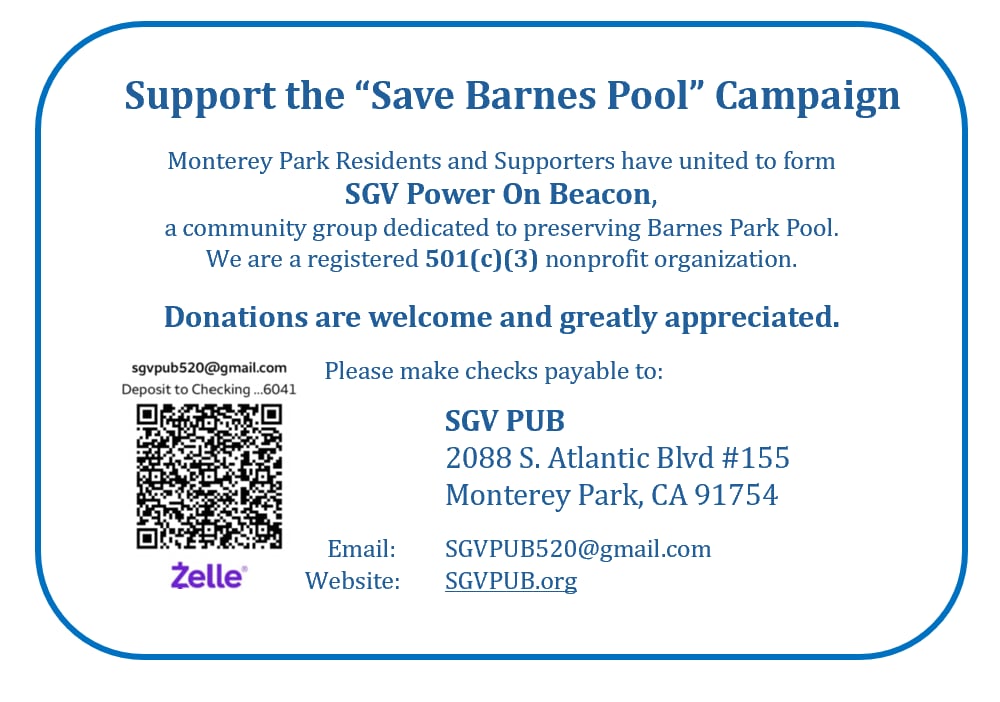 Support the “Save Barnes Pool” Campaign
Monterey Park Residents and Supporters have united to form
SGV Power On Beacon,
a community group dedicated to preserving Barnes Park Pool.
We are a registered 501(c)(3) nonprofit organization.
Donations are welcome and greatly appreciated.
sgvpub520@gmail.com
Deposit to Checking ...6041
Zelle®
Please make checks payable to:
SGV PUB
2088 S. Atlantic Blvd #155
Monterey Park, CA 91754
Email: SGVPUB520@gmail.com
Website: SGVPUB.org